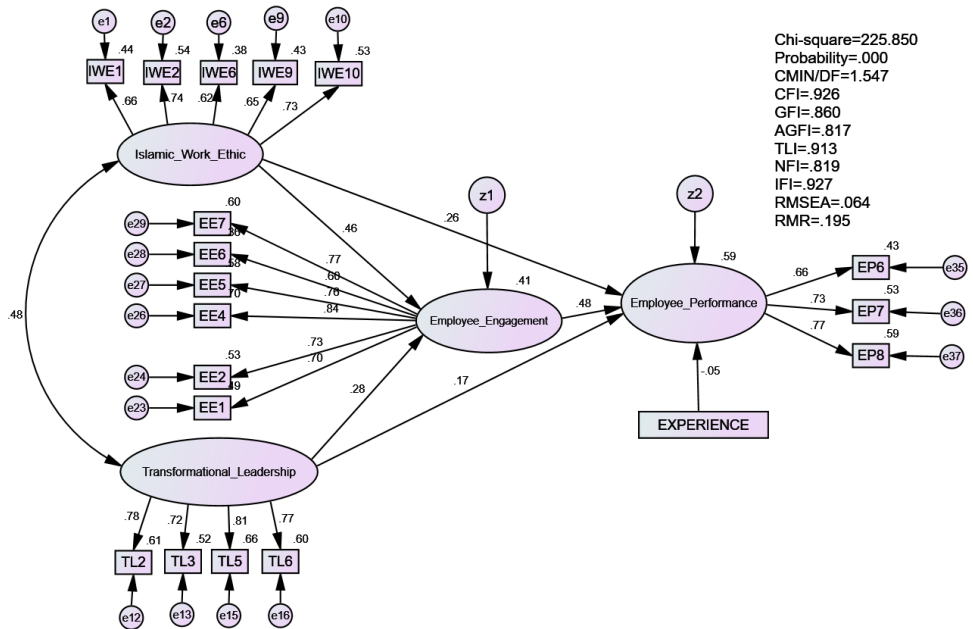 e1
e2
e6
e9
e10
.44
.54
.38
.43
.53
IWE1
IWE2
IWE6
IWE9
IWE10
.66
.74
.62
.65
.73
Islamic_Work_Ethic
Chi-square=225.850
Probability=.000
CMIN/DF=1.547
CFI=.926
GFI=.860
AGFI=.817
TLI=.913
NFI=.819
IFI=.927
RMSEA=.064
RMR=.195
z1
z2
.26
.46
.60
e29
EE7
.77
e28
EE6
.60
e27
EE5
.76
.70
e26
EE4
.84
.53
e24
EE2
.73
.70
e23
EE1
.41
Employee_Engagement
.48
.59
Employee_Performance
.66
.43
EP6
e35
.73
.53
EP7
e36
.77
.59
EP8
e37
-.05
EXPERIENCE
.48
.28
.17
Transformational_Leadership
.78
.72
.81
.77
.61
.52
.66
.60
TL2
TL3
TL5
TL6
e12
e13
e15
e16